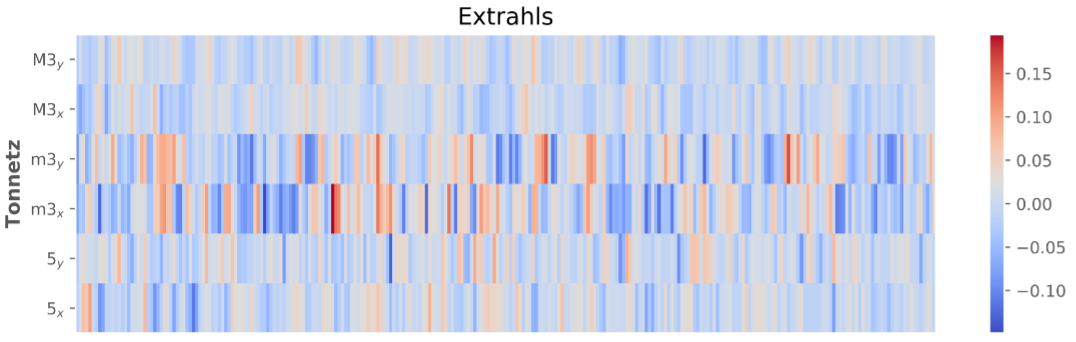 Extrahls
Tonnetz
M3y
M3x
m3y
m3x
5y
5x
0.15
0.10
0.05
0.00
−0.05
−0.10